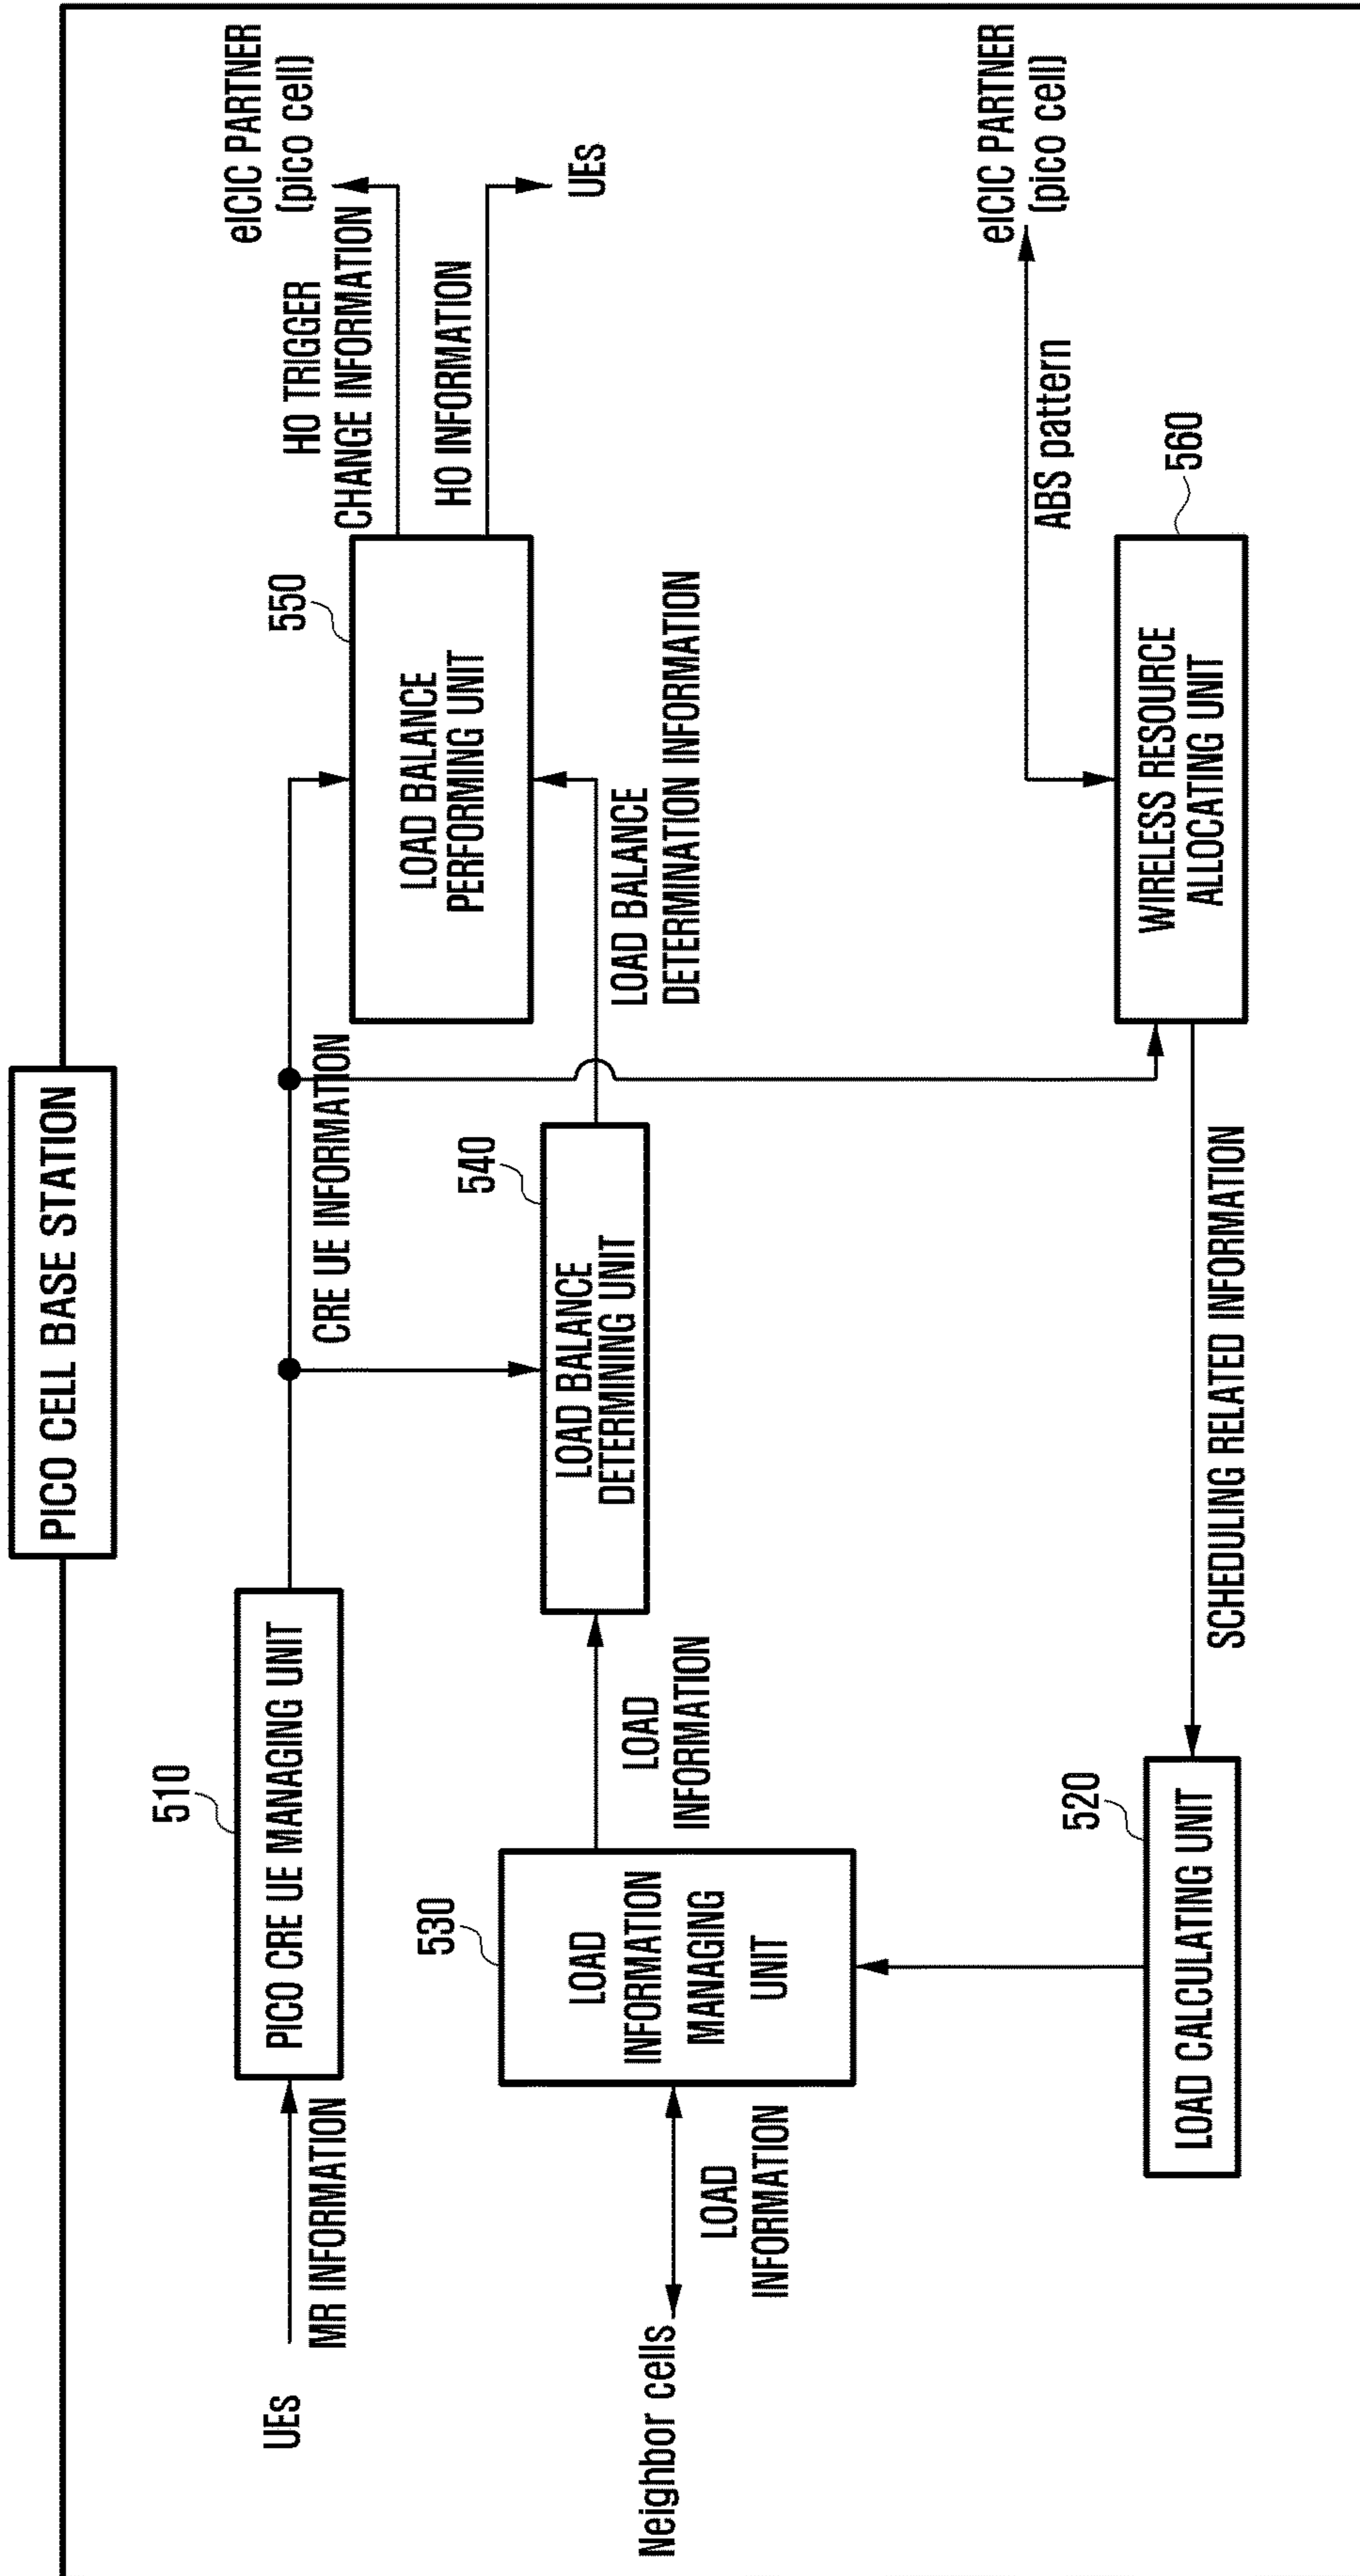 PICO CELL BASE STATION
510
PICO CRE UE MANAGING UNIT
UEs
MR INFORMATION
CRE UE INFORMATION
550
LOAD BALANCE
PERFORMING UNIT
HO TRIGGER
CHANGE INFORMATION
eICIC PARTNER
(pico cell)
HO INFORMATION
UEs
530
LOAD
INFORMATION
MANAGING
UNIT
Neighbor cells
LOAD
INFORMATION
LOAD
INFORMATION
540
LOAD BALANCE
DETERMINING UNIT
LOAD BALANCE
DETERMINATION INFORMATION
520
LOAD CALCULATING UNIT
SCHEDULING RELATED INFORMATION
560
WIRELESS RESOURCE
ALLOCATING UNIT
ABS pattern
eICIC PARTNER
(pico cell)